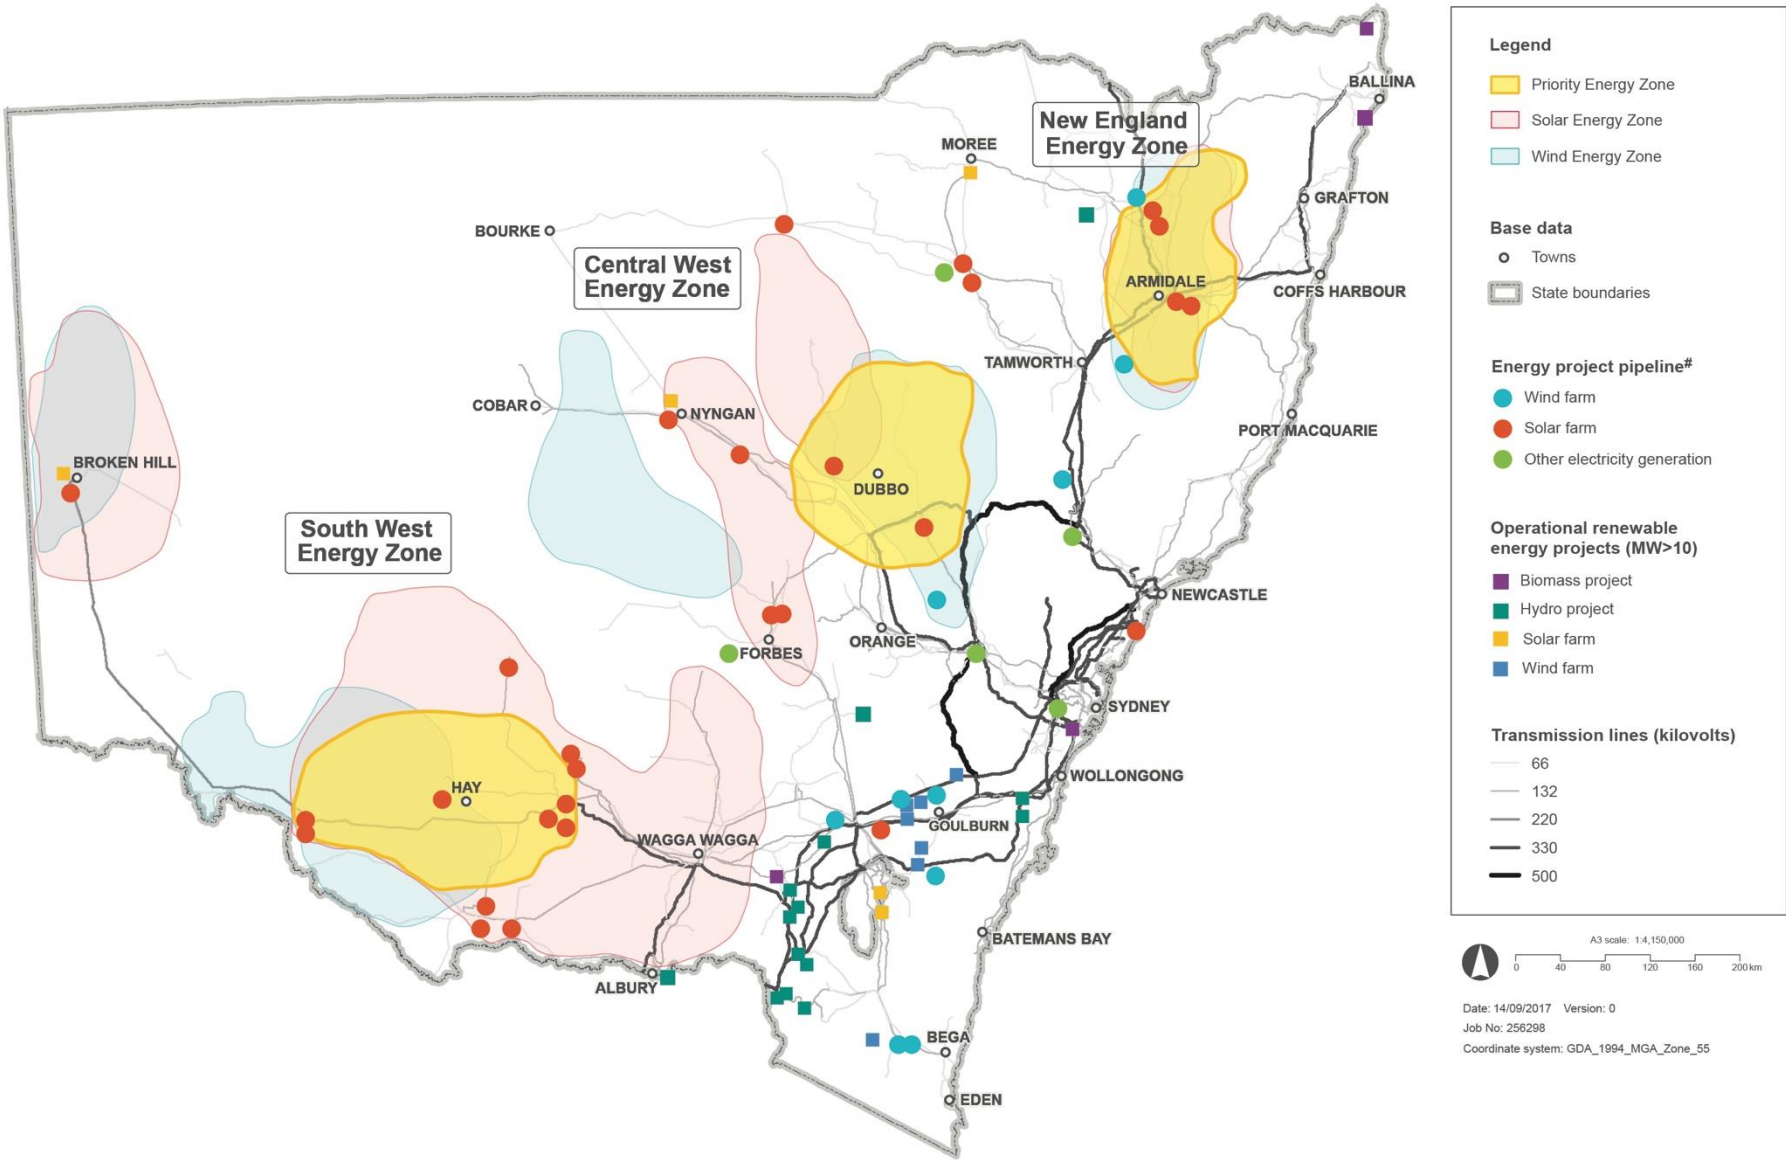 BALLINA
New England
Energy Zone
MOREE
GRAFTON
BOURKE
Central West
Energy Zone
ARMIDALE
COFFS HARBOUR
TAMWORTH
COBAR
NYNGAN
PORT MACQUARIE
BROKEN HILL
DUBBO
South West
Energy Zone
NEWCASTLE
ORANGE
FORBES
SYDNEY
WOLLONGONG
HAY
GOULBURN
WAGGA WAGGA
BATEMANS BAY
ALBURY
BEGA
EDEN
Legend
Priority Energy Zone
Solar Energy Zone
Wind Energy Zone
Base data
Towns
State boundaries
Energy project pipeline#
Wind farm
Solar farm
Other electricity generation
Operational renewable
energy projects (MW>10)
Biomass project
Hydro project
Solar farm
Wind farm
Transmission lines (kilovolts)
66
132
220
330
500
A3 scale: 1:4,150,000
0 40 80 120 160 200km
Date: 14/09/2017 Version: 0
Job No: 256298
Coordinate system: GDA_1994_MGA_Zone_55